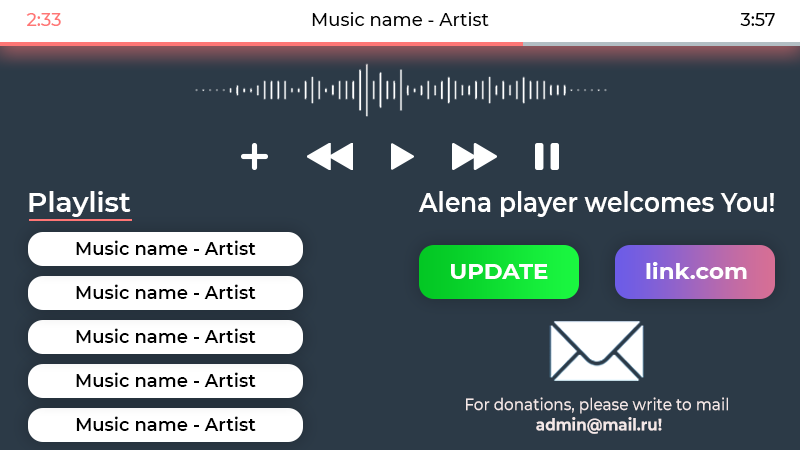 2:33
Music name - Artist
3:57
Playlist
Music name - Artist
Music name - Artist
Music name - Artist
Music name - Artist
Music name - Artist
Alena player welcomes You!
UPDATE
link.com
For donations, please write to mail
admin@mail.ru!